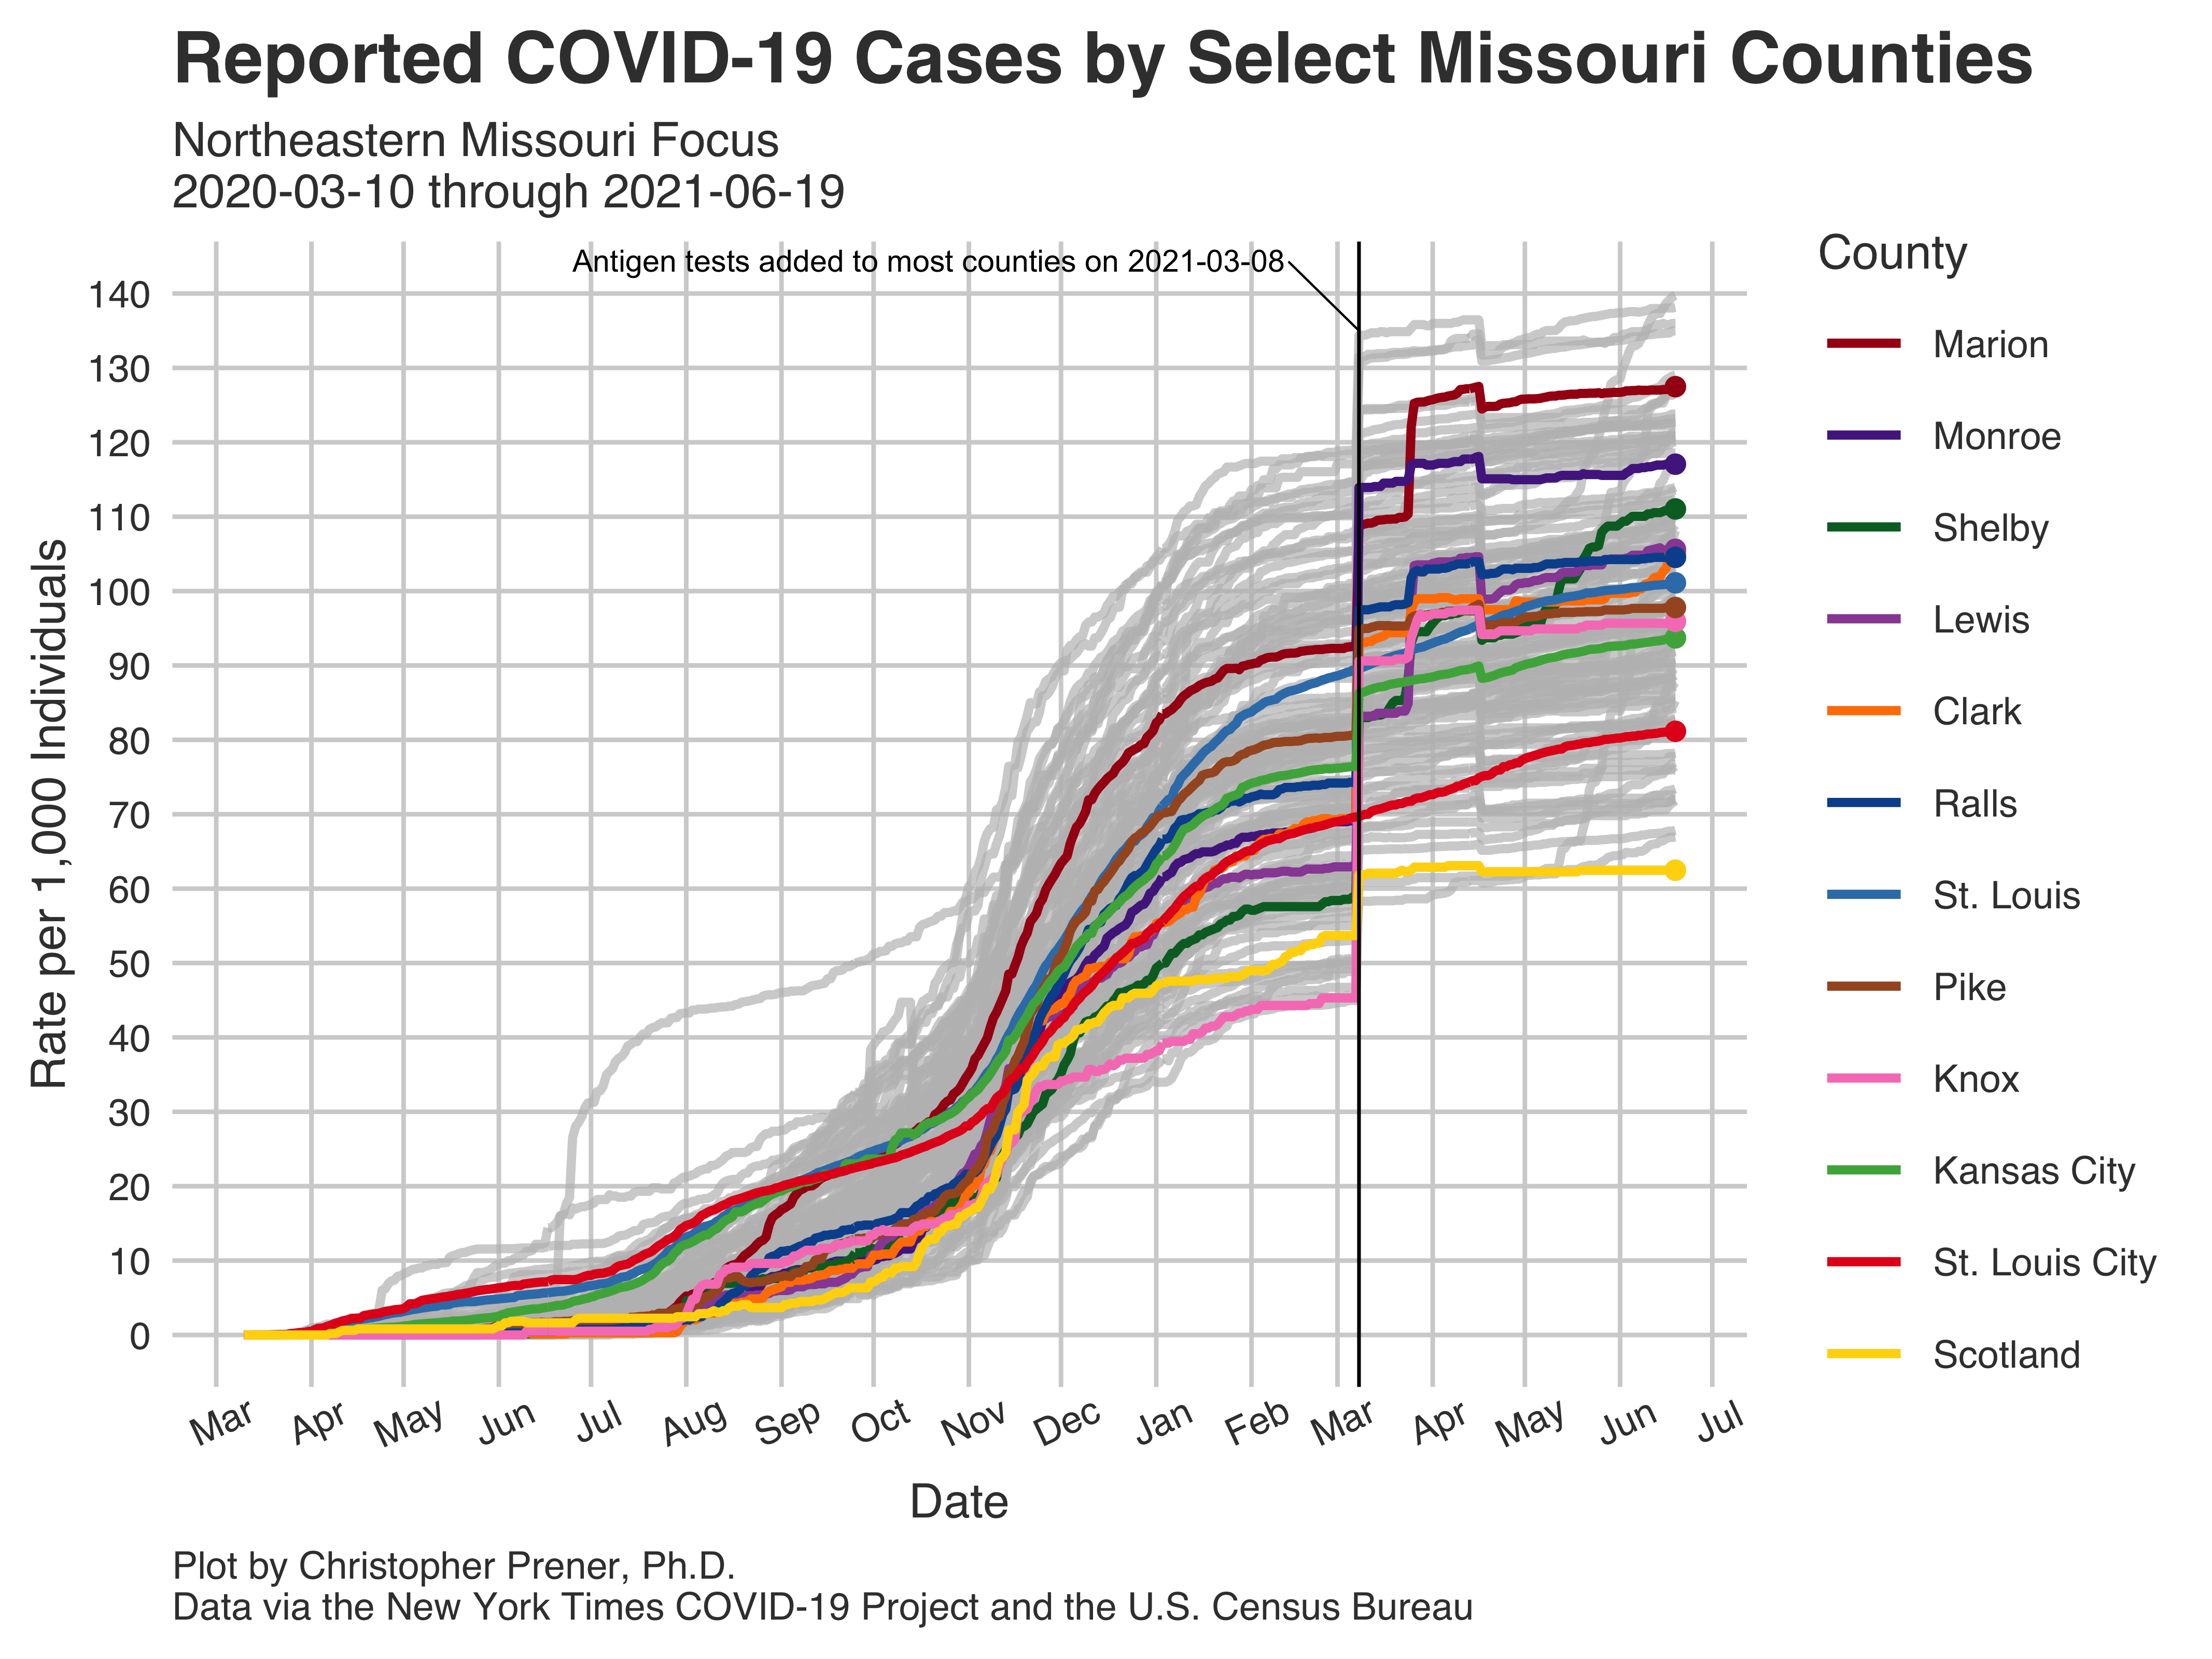 Reported COVID-19 Cases by Select Missouri Counties
Northeastern Missouri Focus
2020-03-10 through 2021-06-19
Antigen tests added to most counties on 2021-03-08
Rate per 1,000 Individuals
140
130
120
110
100
90
80
70
60
50
40
30
20
10
0
Mar
Apr
May
Jun
Jul
Aug
Sep
Oct
Nov
Dec
Jan
Feb
Mar
Apr
May
Jun
Jul
Date
County
Marion
Monroe
Shelby
Lewis
Clark
Ralls
St. Louis
Pike
Knox
Kansas City
St. Louis City
Scotland
Plot by Christopher Prener, Ph.D.
Data via the New York Times COVID-19 Project and the U.S. Census Bureau